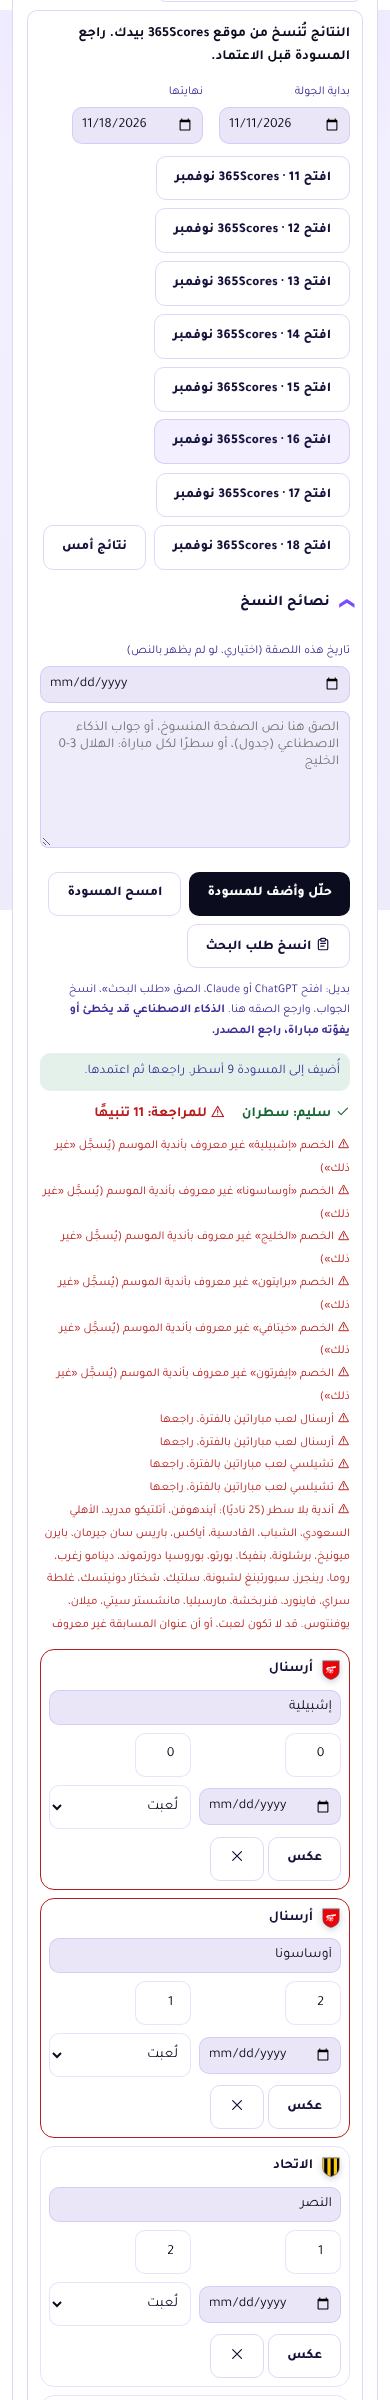 النتائج تُنسخ من موقع 365Scores بيدك. راجع
المسودة قبل الاعتماد.
بداية الجولة
نهايتها
11/11/2026
11/18/2026
افتح 365Scores · 11 نوفمبر
افتح 365Scores · 12 نوفمبر
افتح 365Scores · 13 نوفمبر
افتح 365Scores · 14 نوفمبر
افتح 365Scores · 15 نوفمبر
افتح 365Scores · 16 نوفمبر
افتح 365Scores · 17 نوفمبر
افتح 365Scores · 18 نوفمبر
نتائج أمس
نصائح النسخ
تاريخ هذه اللصقة (اختياري، لو لم يظهر بالنص)
mm/dd/yyyy
الصق هنا نص الصفحة المنسوخ، أو جواب الذكاء
الاصطناعي (جدول)، أو سطرًا لكل مباراة: الهلال 3-0
الخليج
حلّل وأضف للمسودة
امسح المسودة
انسخ طلب البحث
بديل: افتح ChatGPT أو Claude، الصق «طلب البحث»، انسخ
الجواب، وارجع الصقه هنا. الذكاء الاصطناعي قد يخطئ أو
يفوّته مباراة، راجع المصدر.
أُضيف إلى المسودة 9 أسطر. راجعها ثم اعتمدها.
✓ سليم: سطران
⚠ للمراجعة: 11 تنبيهًا
⚠ الخصم «إشبيلية» غير معروف بأندية الموسم (يُسجَّل «غير
ذلك»)
⚠ الخصم «أوساسونا» غير معروف بأندية الموسم (يُسجَّل «غير
ذلك»)
⚠ الخصم «الخليج» غير معروف بأندية الموسم (يُسجَّل «غير
ذلك»)
⚠ الخصم «برايتون» غير معروف بأندية الموسم (يُسجَّل «غير
ذلك»)
⚠ الخصم «خيتافي» غير معروف بأندية الموسم (يُسجَّل «غير
ذلك»)
⚠ الخصم «إيفرتون» غير معروف بأندية الموسم (يُسجَّل «غير
ذلك»)
⚠ أرسنال لعب مباراتين بالفترة، راجعها
⚠ أرسنال لعب مباراتين بالفترة، راجعها
⚠ تشيلسي لعب مباراتين بالفترة، راجعها
⚠ تشيلسي لعب مباراتين بالفترة، راجعها
⚠ أندية بلا سطر (25 ناديًا): آيندهوفن، أتلتيكو مدريد، الأهلي
السعودي، الشباب، القادسية، أياكس، باريس سان جيرمان، بايرن
ميونيخ، برشلونة، بنفيكا، بورتو، بوروسيا دورتموند، دينامو زغرب،
روما، رينجرز، سبورتينغ لشبونة، سلتيك، شختار دونيتسك، غلطة
سراي، فاينورد، فنربخشة، مارسيليا، مانشستر سيتي، ميلان،
يوفنتوس. قد لا تكون لعبت، أو أن عنوان المسابقة غير معروف
أرسنال
إشبيلية
0
0
mm/dd/yyyy
لُعبت
عكس
أرسنال
أوساسونا
2
1
mm/dd/yyyy
لُعبت
عكس
الاتحاد
النصر
1
2
mm/dd/yyyy
لُعبت
عكس